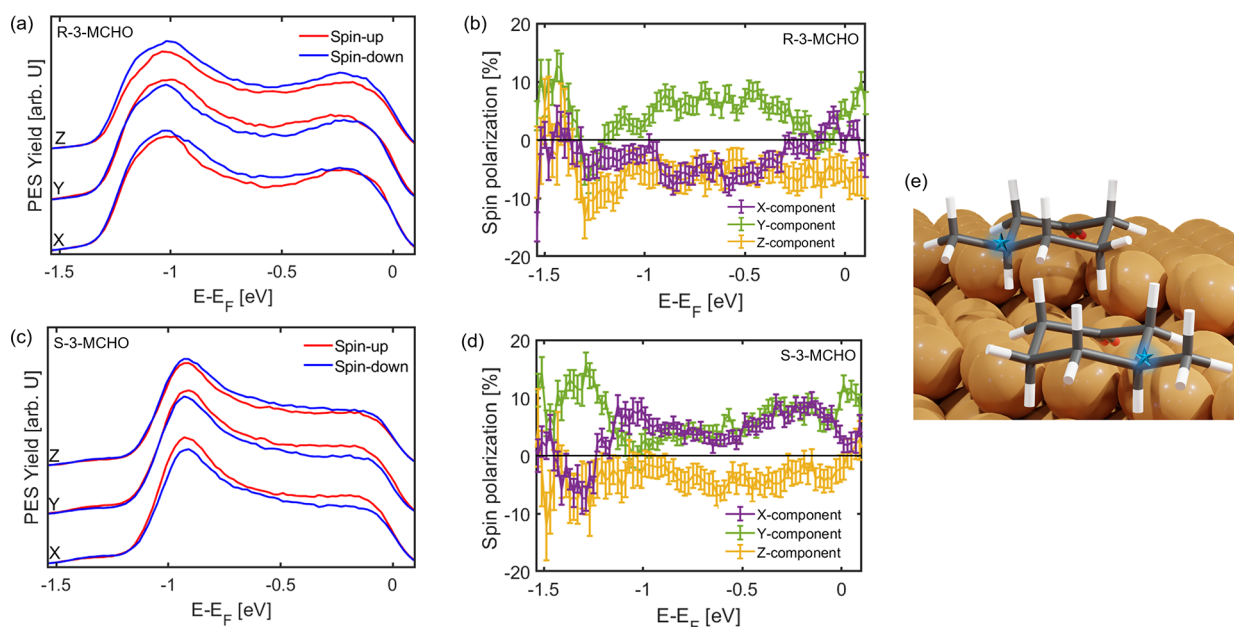 (a)
R-3-MCHO
Spin-up
Spin-down
PES Yield [arb. U]
Z
Y
X
-1.5
-1
-0.5
0
E-E_F [eV]
(b)
R-3-MCHO
Spin polarization [%]
20
10
0
-10
-20
X-component
Y-component
Z-component
-1.5
-1
-0.5
0
E-E_F [eV]
(c)
S-3-MCHO
Spin-up
Spin-down
PES Yield [arb. U]
Z
Y
X
-1.5
-1
-0.5
0
E-E_F [eV]
(d)
S-3-MCHO
Spin polarization [%]
20
10
0
-10
-20
X-component
Y-component
Z-component
-1.5
-1
-0.5
0
E-E_F [eV]
(e)